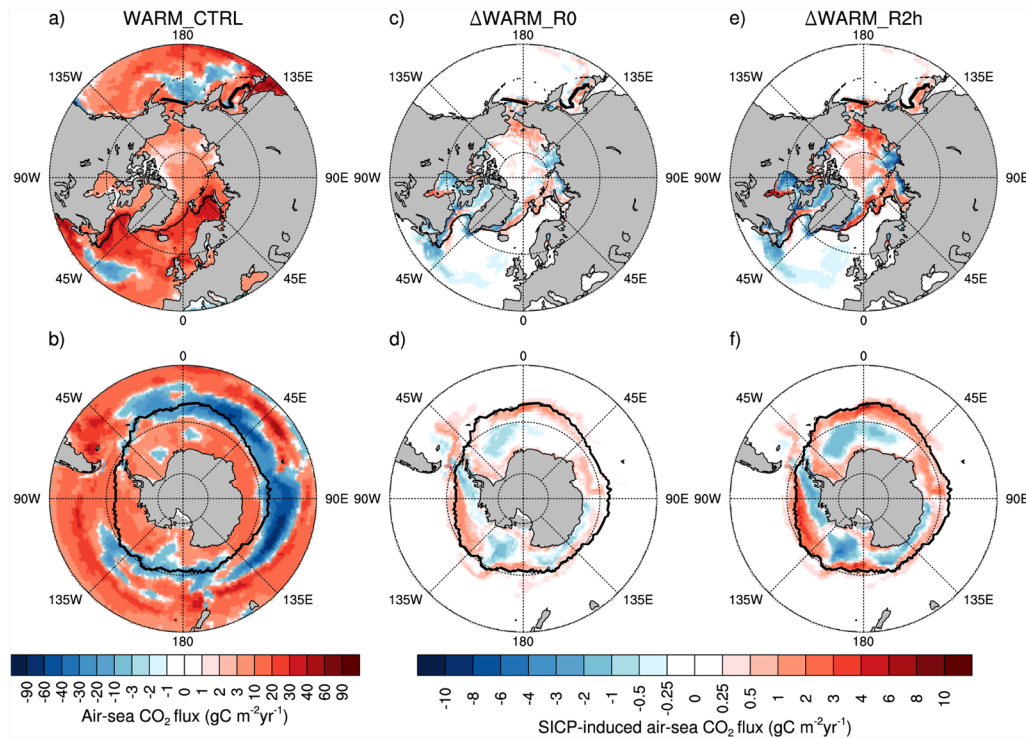 WARM_CTRL ΔWARM_R0 ΔWARM_R2h
a) c) e)
180 180 180
135W 135E 135W 135E 135W 135E
90W 90E 90W 90E 90W 90E
45W 45E 45W 45E 45W 45E
0 0 0
b) d) f)
0 0 0
45W 45E 45W 45E 45W 45E
90W 90E 90W 90E 90W 90E
135W 135E 135W 135E 135W 135E
180 180 180
-90 -60 -40 -30 -20 -10 -3 -2 -1 0 1 2 3 10 20 30 40 60 90
-10 -8 -6 -4 -3 -2 -1 -0.5 -0.25 0 0.25 0.5 1 2 3 4 6 8 10
Air-sea CO₂ flux (gC m⁻²yr⁻¹)
SICP-induced air-sea CO₂ flux (gC m⁻²yr⁻¹)